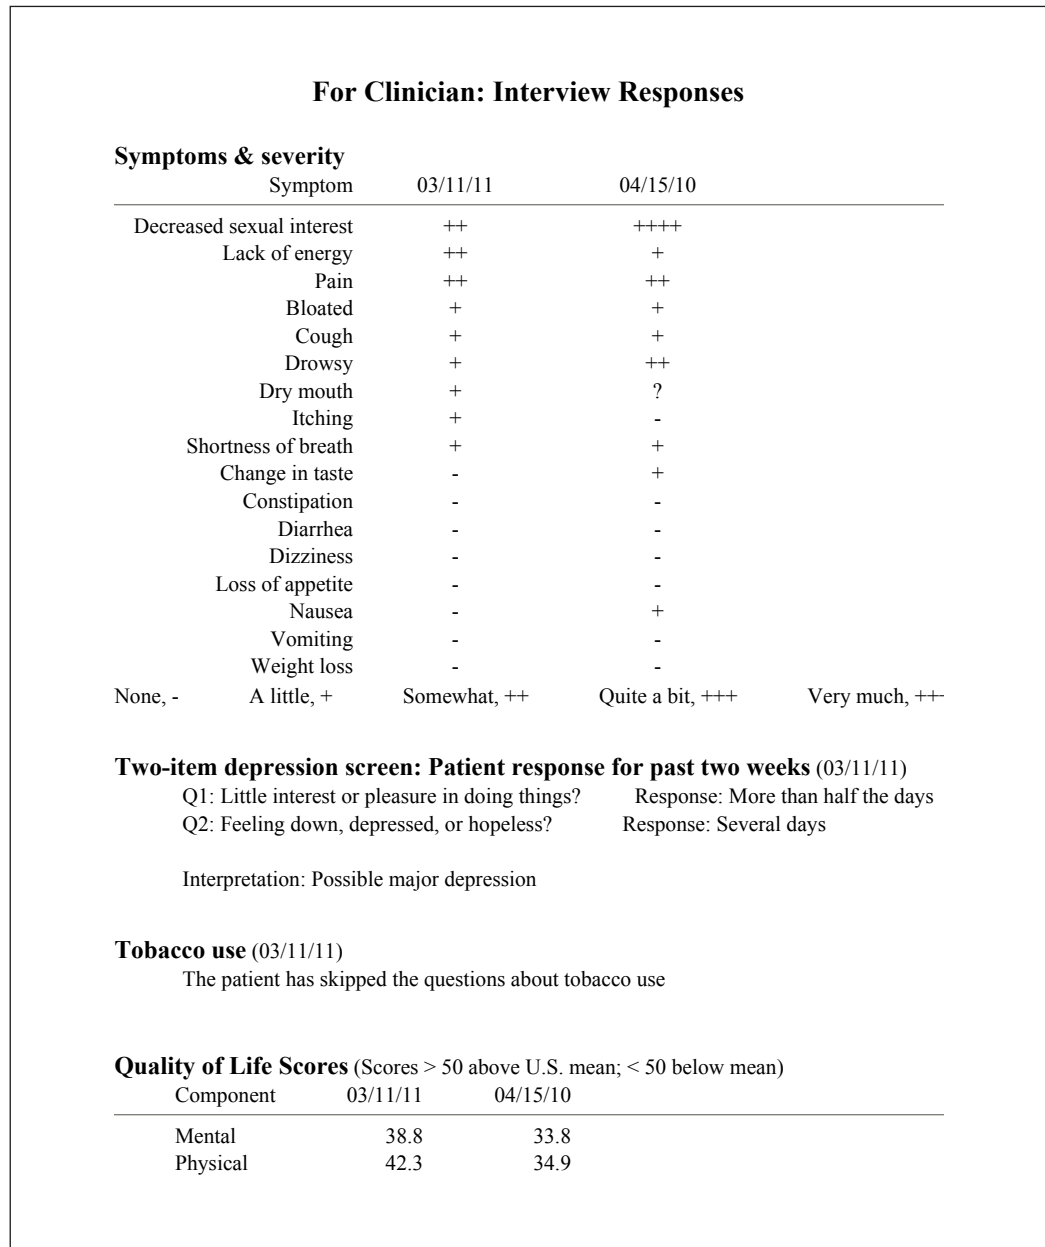 For Clinician: Interview Responses
Symptoms & severity
Symptom 03/11/11 04/15/10
Decreased sexual interest ++ ++++
Lack of energy ++ +
Pain ++ ++
Bloated + +
Cough + +
Drowsy + ++
Dry mouth + ?
Itching + -
Shortness of breath + +
Change in taste - +
Constipation - -
Diarrhea - -
Dizziness - -
Loss of appetite - -
Nausea - +
Vomiting - -
Weight loss - -
None, - A little, + Somewhat, ++ Quite a bit, +++ Very much, ++
Two-item depression screen: Patient response for past two weeks (03/11/11)
Q1: Little interest or pleasure in doing things? Response: More than half the days
Q2: Feeling down, depressed, or hopeless? Response: Several days
Interpretation: Possible major depression
Tobacco use (03/11/11)
The patient has skipped the questions about tobacco use
Quality of Life Scores (Scores > 50 above U.S. mean; < 50 below mean)
Component 03/11/11 04/15/10
Mental 38.8 33.8
Physical 42.3 34.9